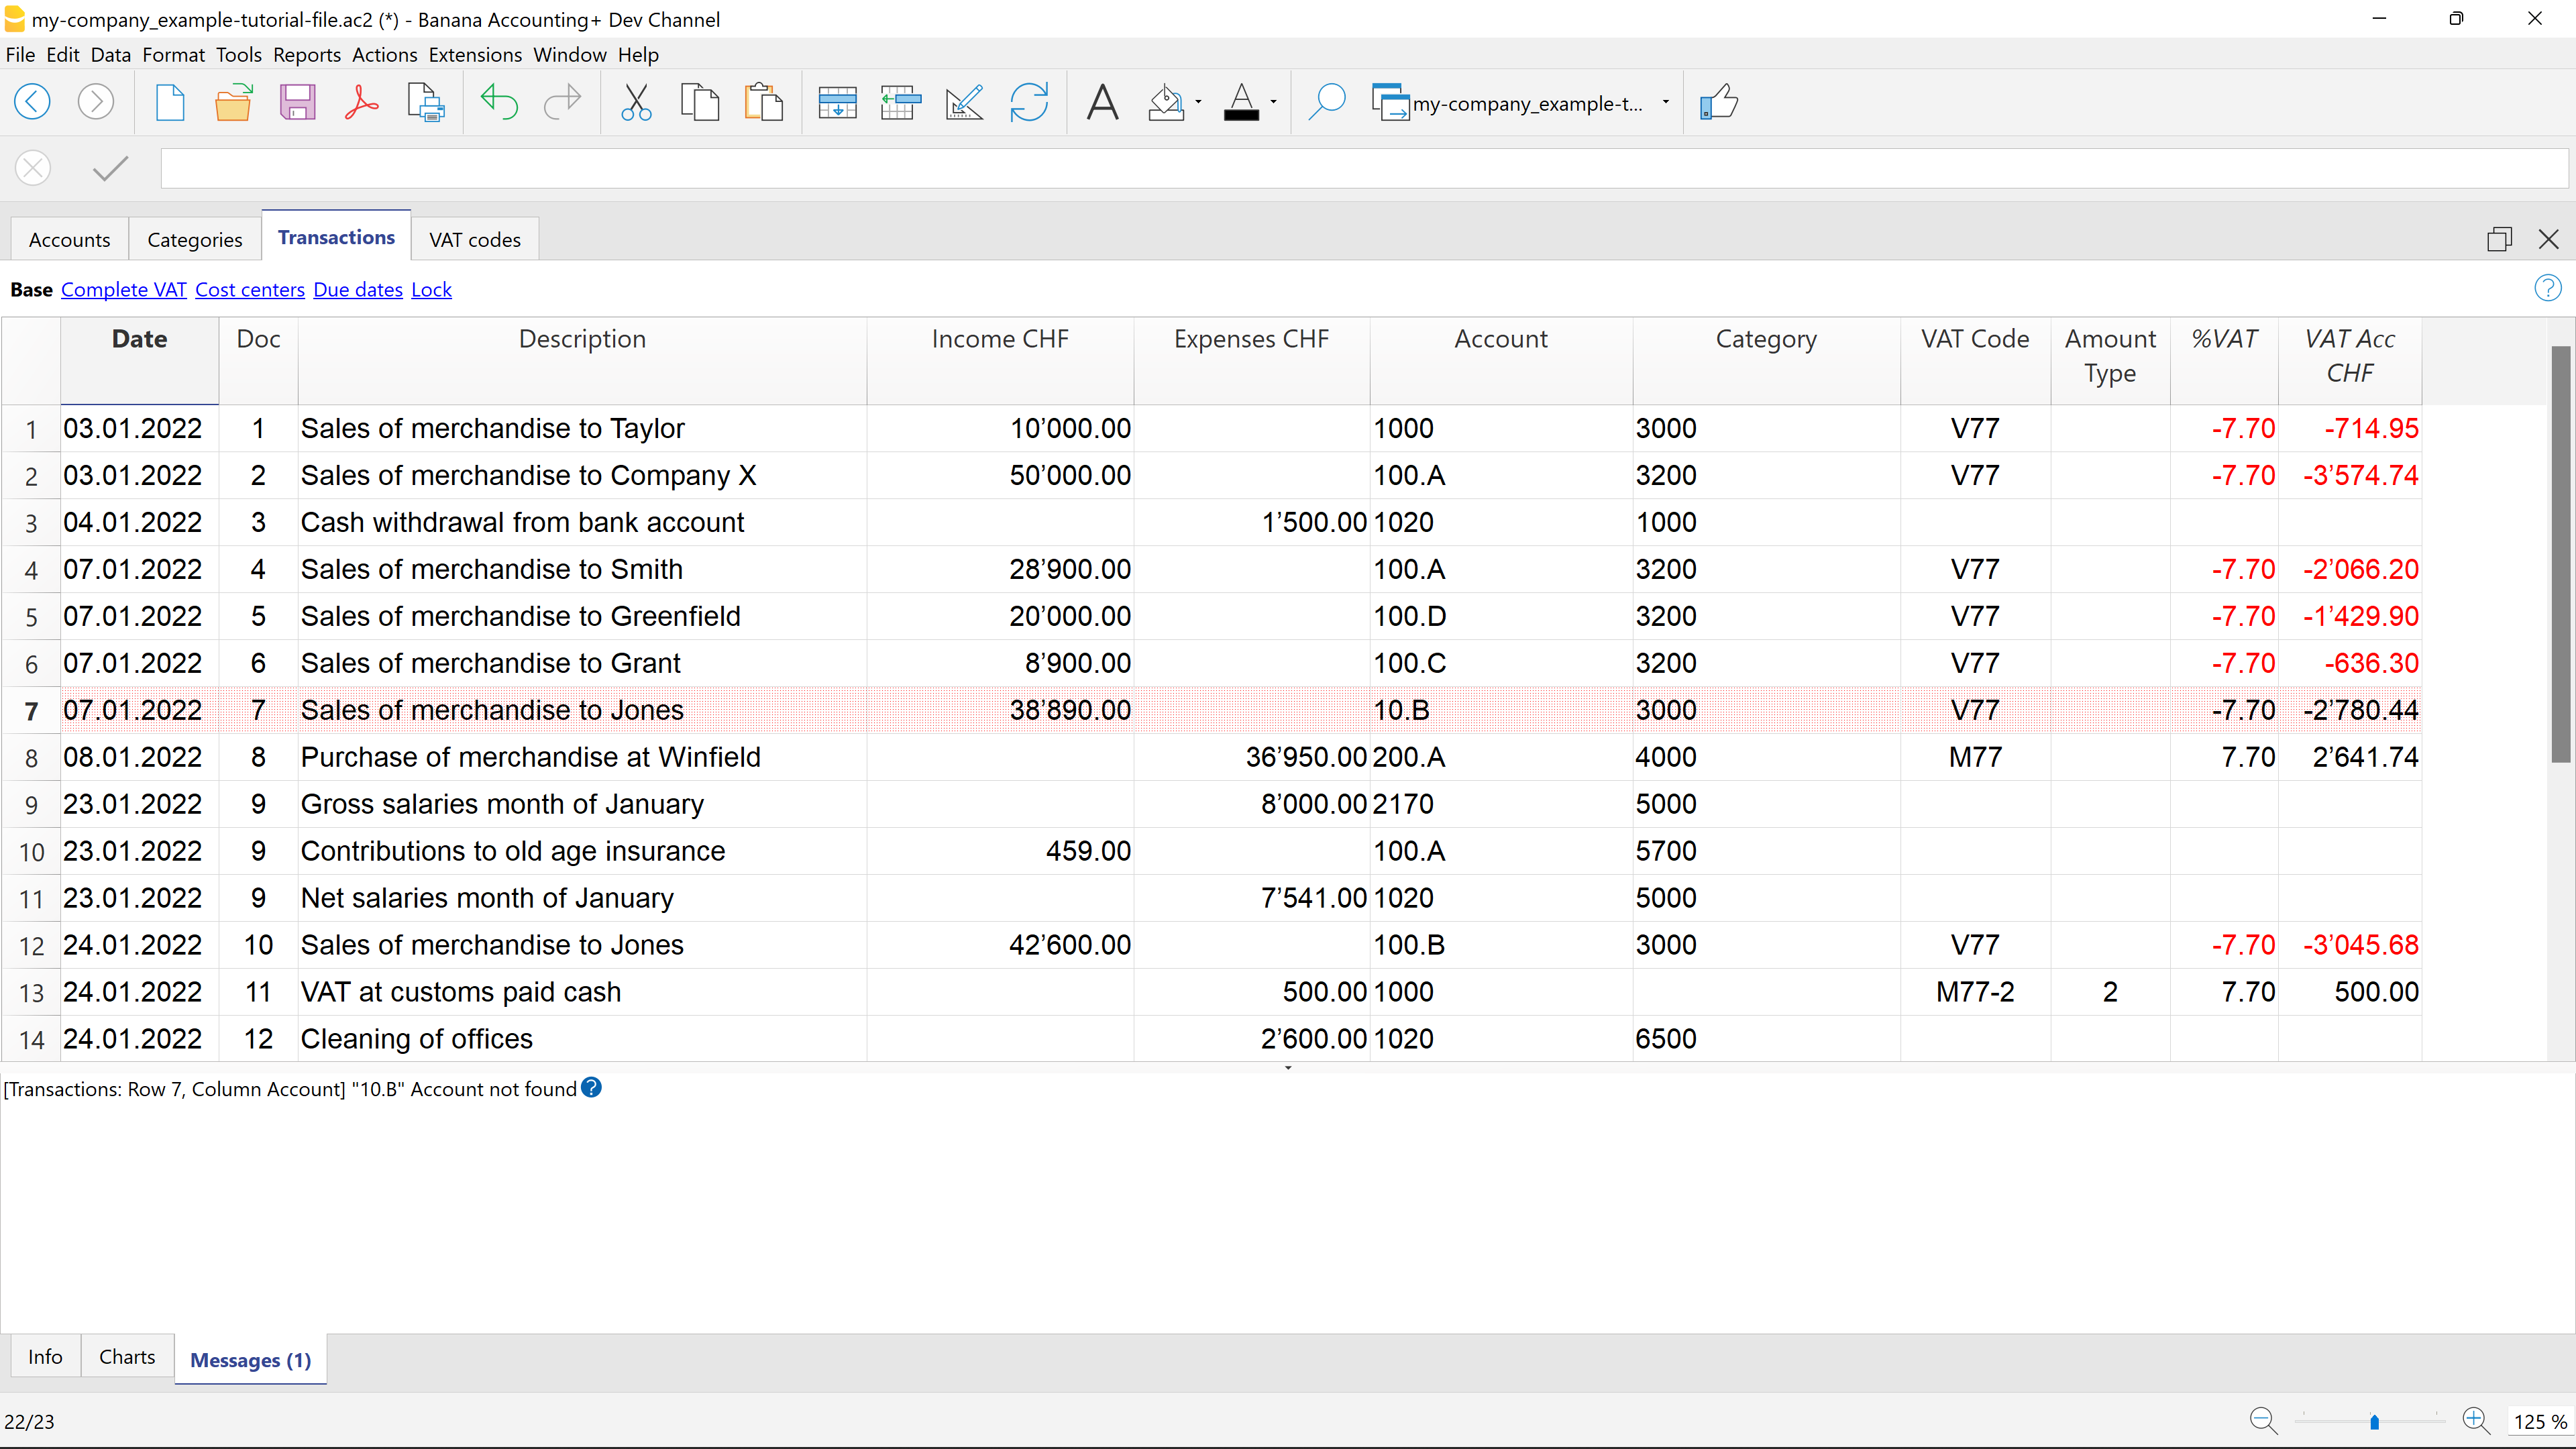 my-company_example-tutorial-file.ac2 (*) - Banana Accounting+ Dev Channel
File Edit Data Format Tools Reports Actions Extensions Window Help
my-company_example-t...
Accounts Categories Transactions VAT codes
Base Complete VAT Cost centers Due dates Lock ?
Date Doc Description Income CHF Expenses CHF Account Category VAT Code Amount Type %VAT VAT Acc CHF
1 03.01.2022 1 Sales of merchandise to Taylor 10’000.00 1000 3000 V77 -7.70 -714.95
2 03.01.2022 2 Sales of merchandise to Company X 50’000.00 100.A 3200 V77 -7.70 -3’574.74
3 04.01.2022 3 Cash withdrawal from bank account 1’500.00 1020 1000
4 07.01.2022 4 Sales of merchandise to Smith 28’900.00 100.A 3200 V77 -7.70 -2’066.20
5 07.01.2022 5 Sales of merchandise to Greenfield 20’000.00 100.D 3200 V77 -7.70 -1’429.90
6 07.01.2022 6 Sales of merchandise to Grant 8’900.00 100.C 3200 V77 -7.70 -636.30
7 07.01.2022 7 Sales of merchandise to Jones 38’890.00 10.B 3000 V77 -7.70 -2’780.44
8 08.01.2022 8 Purchase of merchandise at Winfield 36’950.00 200.A 4000 M77 7.70 2’641.74
9 23.01.2022 9 Gross salaries month of January 8’000.00 2170 5000
10 23.01.2022 9 Contributions to old age insurance 459.00 100.A 5700
11 23.01.2022 9 Net salaries month of January 7’541.00 1020 5000
12 24.01.2022 10 Sales of merchandise to Jones 42’600.00 100.B 3000 V77 -7.70 -3’045.68
13 24.01.2022 11 VAT at customs paid cash 500.00 1000 M77-2 2 7.70 500.00
14 24.01.2022 12 Cleaning of offices 2’600.00 1020 6500
[Transactions: Row 7, Column Account] "10.B" Account not found ?
Info Charts Messages (1)
22/23 125 %